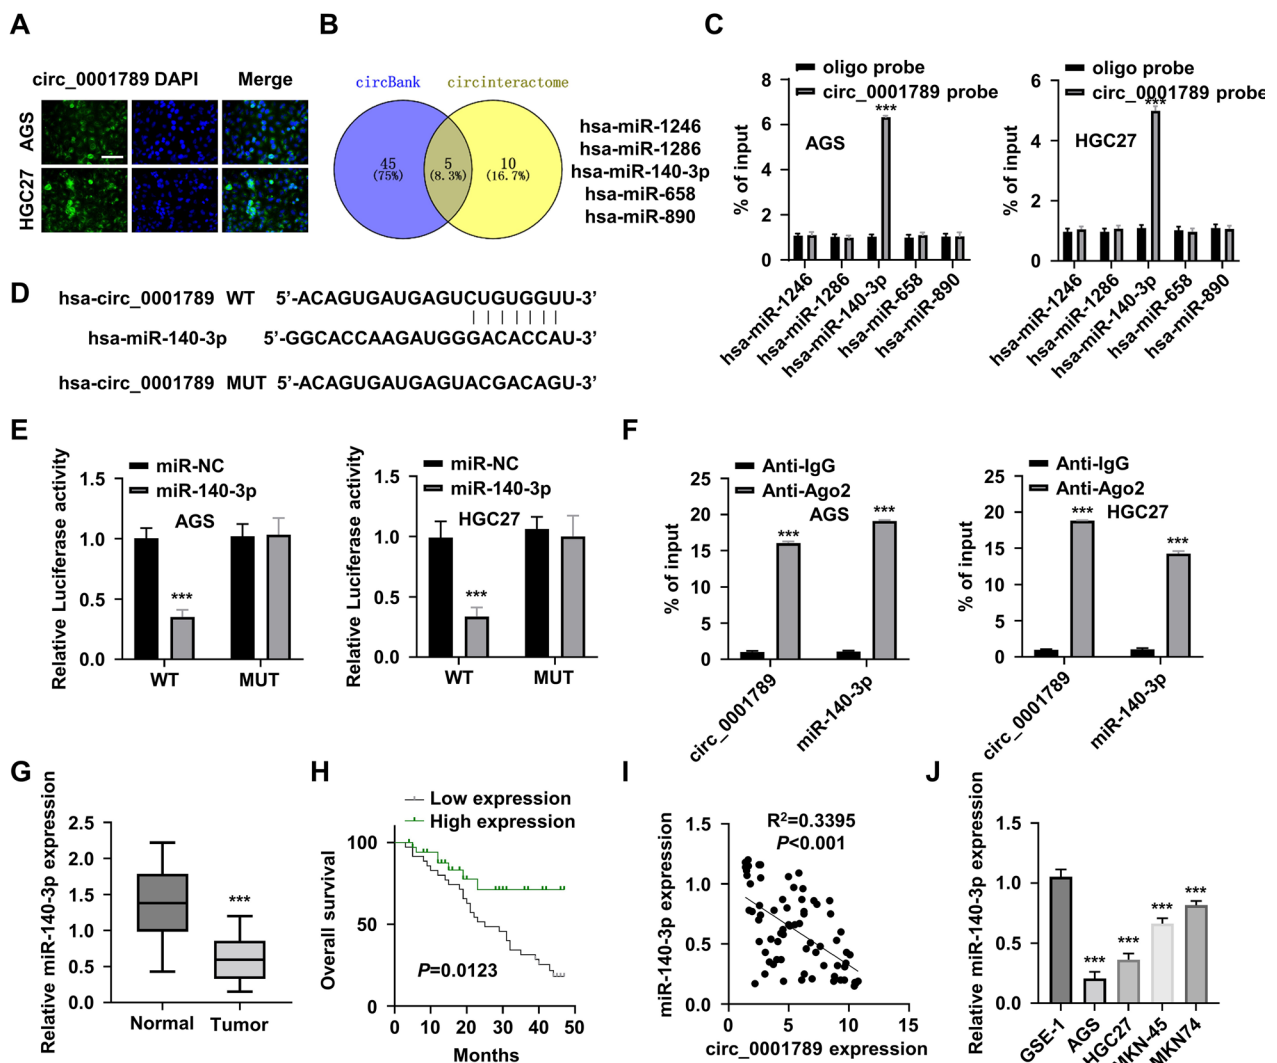 A
circ_0001789 DAPI Merge
AGS
HGC27
B
circBank circinteractome
45
(75%)
5
(8.3%)
10
(16.7%)
hsa-miR-1246
hsa-miR-1286
hsa-miR-140-3p
hsa-miR-658
hsa-miR-890
C
oligo probe
circ_0001789 probe
***
AGS
% of input
8
6
4
2
0
hsa-miR-1246
hsa-miR-1286
hsa-miR-140-3p
hsa-miR-658
hsa-miR-890
oligo probe
circ_0001789 probe
***
HGC27
% of input
6
4
2
0
hsa-miR-1246
hsa-miR-1286
hsa-miR-140-3p
hsa-miR-658
hsa-miR-890
D
hsa-circ_0001789 WT 5’-ACAGUGAUGAGUCUGUGGUU-3’
hsa-miR-140-3p 5’-GGCACCAAGAUGGGACACCAU-3’
hsa-circ_0001789 MUT 5’-ACAGUGAUGAGUACGACAGU-3’
E
miR-NC
miR-140-3p
AGS
Relative Luciferase activity
1.5
1.0
0.5
0.0
***
WT MUT
miR-NC
miR-140-3p
HGC27
Relative Luciferase activity
1.5
1.0
0.5
0.0
***
WT MUT
F
Anti-IgG
Anti-Ago2
AGS
% of input
25
20
15
10
5
0
***
***
circ_0001789
miR-140-3p
Anti-IgG
Anti-Ago2
HGC27
% of input
25
20
15
10
5
0
***
***
circ_0001789
miR-140-3p
G
Relative miR-140-3p expression
2.5
2.0
1.5
1.0
0.5
0.0
***
Normal Tumor
H
Low expression
High expression
Overall survival
100
50
0
P=0.0123
0 10 20 30 40 50
Months
I
R²=0.3395
P<0.001
miR-140-3p expression
1.5
1.0
0.5
0.0
0 5 10 15
circ_0001789 expression
J
Relative miR-140-3p expression
1.5
1.0
0.5
0.0
***
***
***
***
GSE-1
AGS
HGC27
MKN-45
MKN74